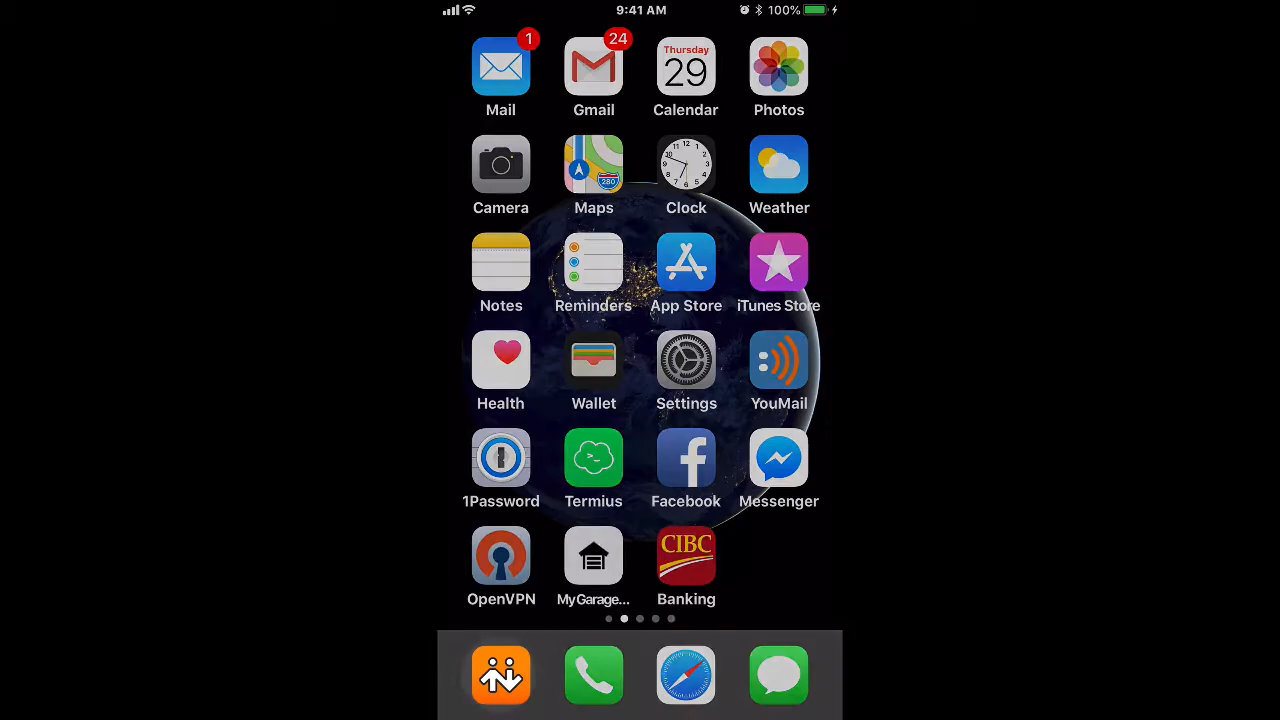 9:41 AM 100%
1 24 Thursday 29
Mail Gmail Calendar Photos
280
Camera Maps Clock Weather
Notes Reminders App Store iTunes Store
Health Wallet Settings YouMail
1Password Termius Facebook Messenger
CIBC
OpenVPN MyGarage... Banking